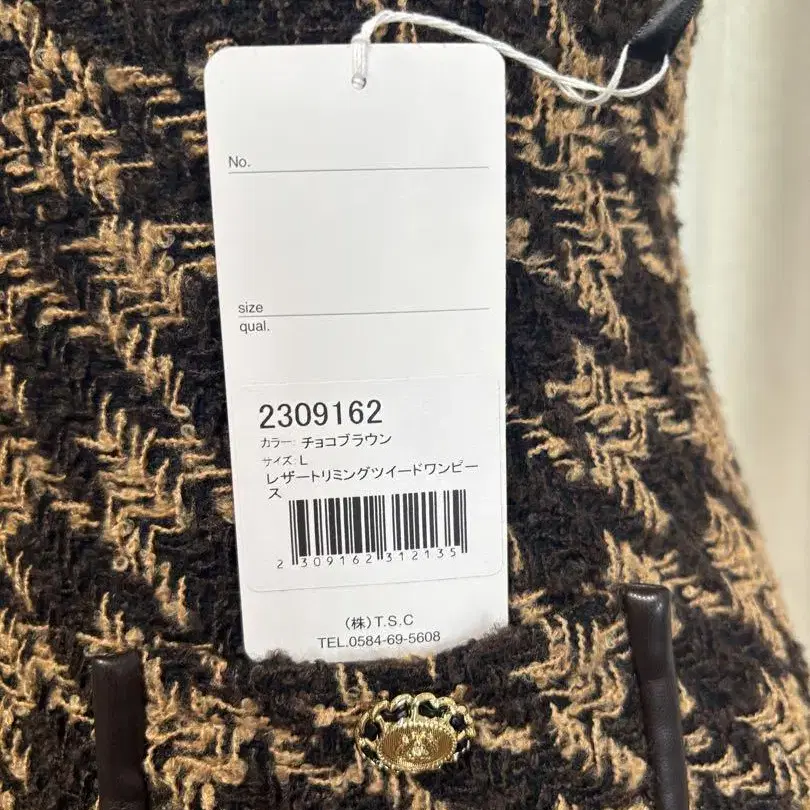 No.
size
qual.
2309162
カラー: チョコブラウン
サイズ: L
レザートリミングツイードワンピー
ス
2 309162 312135
(株)T.S.C
TEL.0584-69-5608